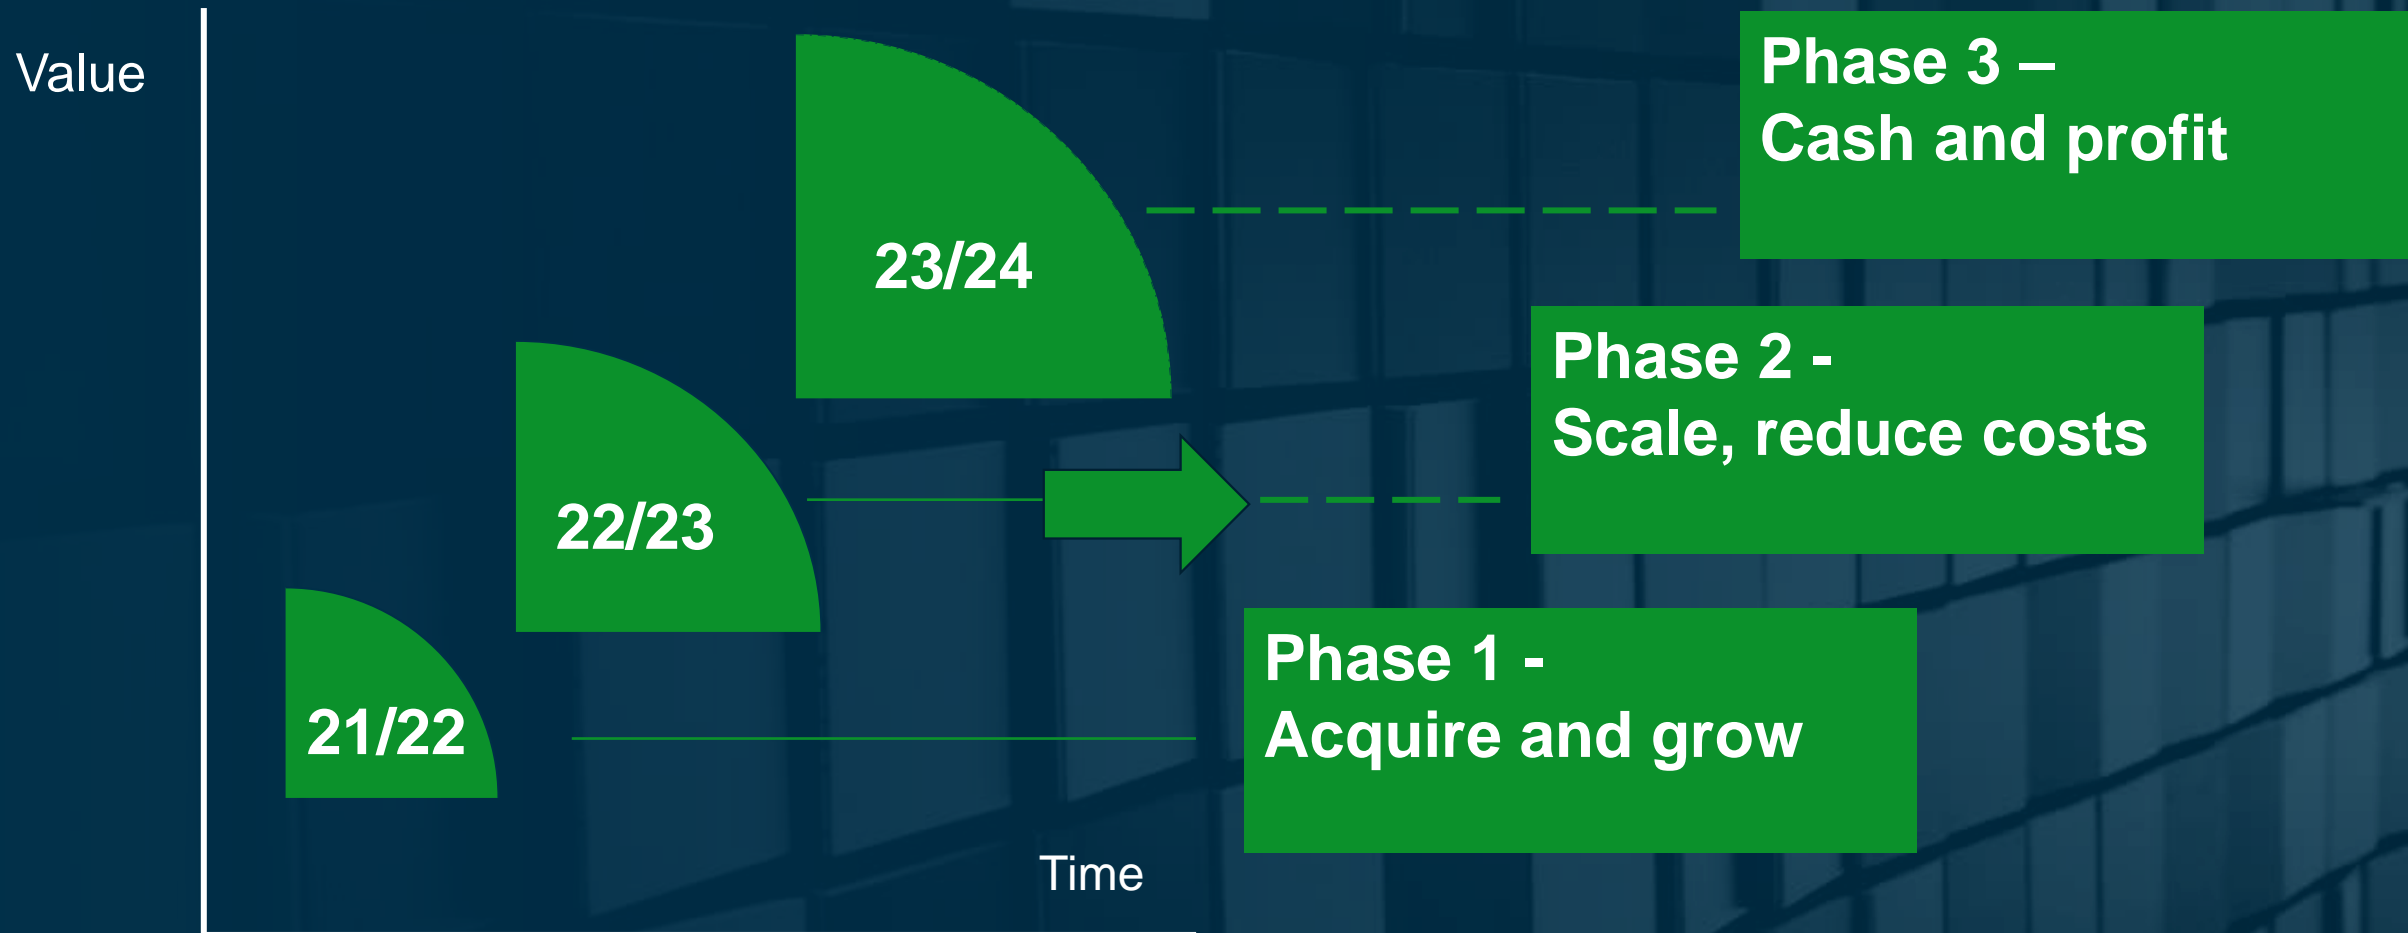 Value
23/24
22/23
21/22
Time
Phase 3 –
Cash and profit
Phase 2 -
Scale, reduce costs
Phase 1 -
Acquire and grow